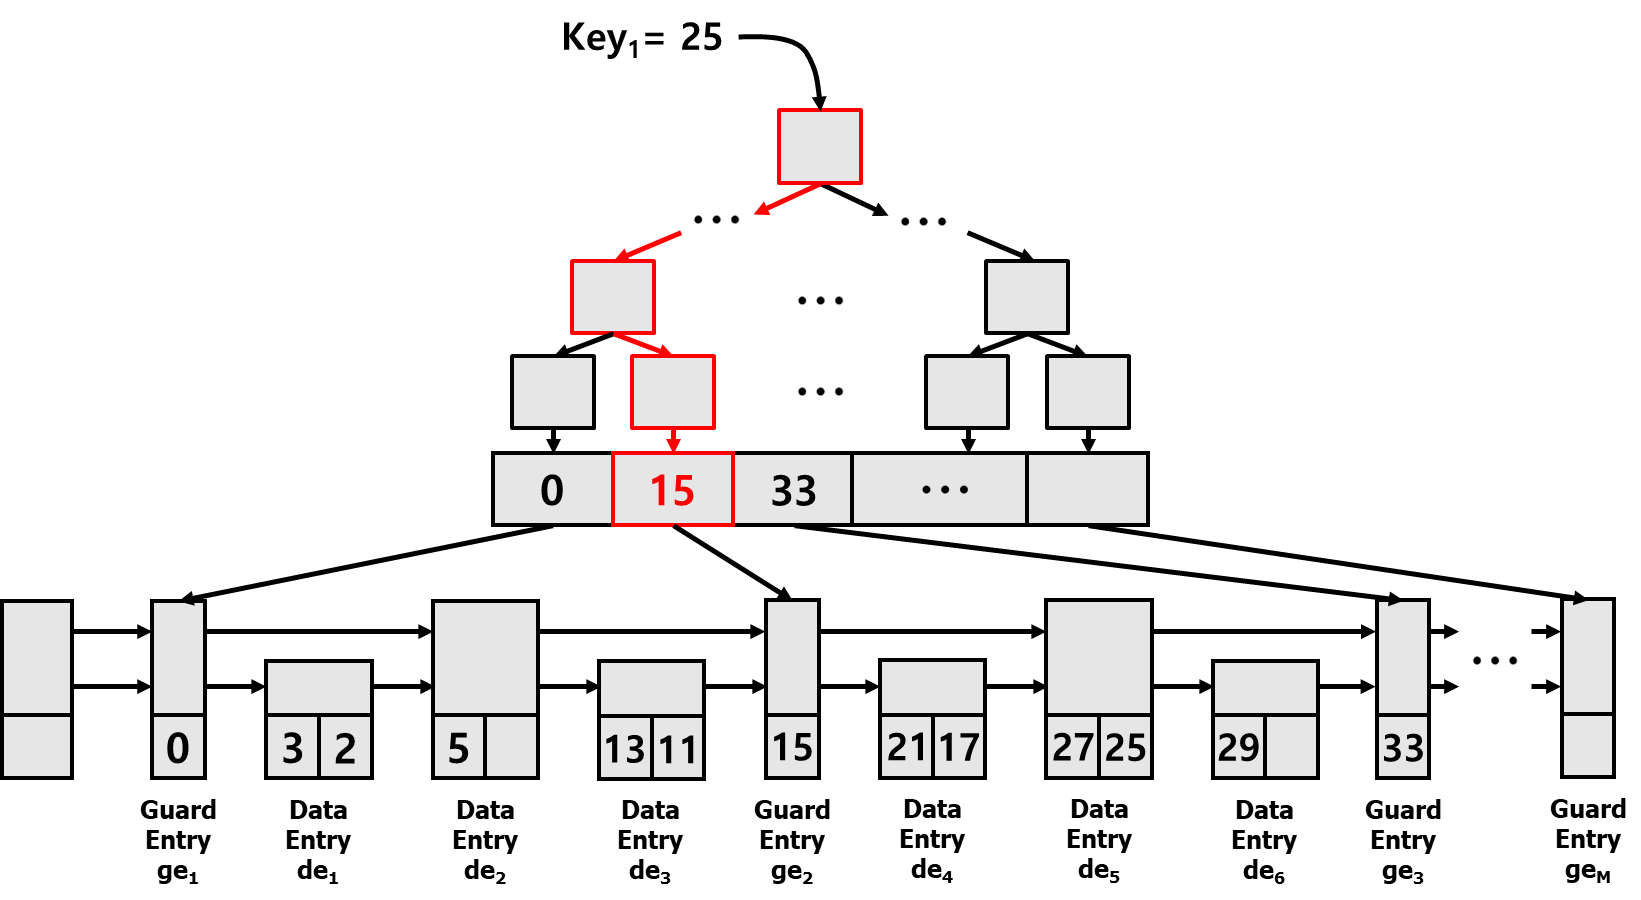 Key₁= 25
... ...
...
...
0 15 33 ...
...
0 3 2 5 13 11 15 21 17 27 25 29 33
Guard Entry ge₁
Data Entry de₁
Data Entry de₂
Data Entry de₃
Guard Entry ge₂
Data Entry de₄
Data Entry de₅
Data Entry de₆
Guard Entry ge₃
Guard Entry geM